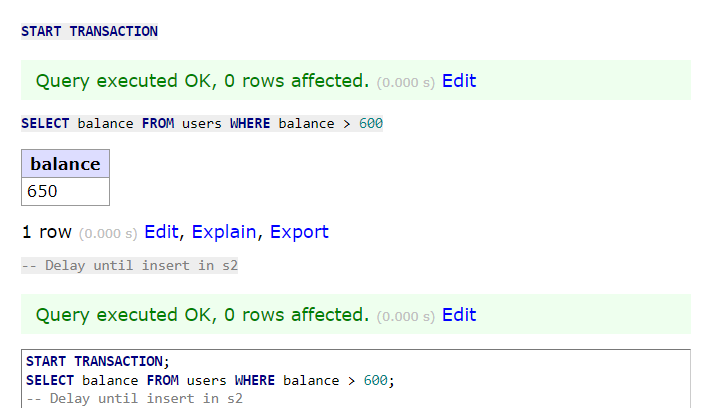 START TRANSACTION
Query executed OK, 0 rows affected. (0.000 s) Edit
SELECT balance FROM users WHERE balance > 600
balance
650
1 row (0.000 s) Edit, Explain, Export
-- Delay until insert in s2
Query executed OK, 0 rows affected. (0.000 s) Edit
START TRANSACTION;
SELECT balance FROM users WHERE balance > 600;
-- Delay until insert in s2